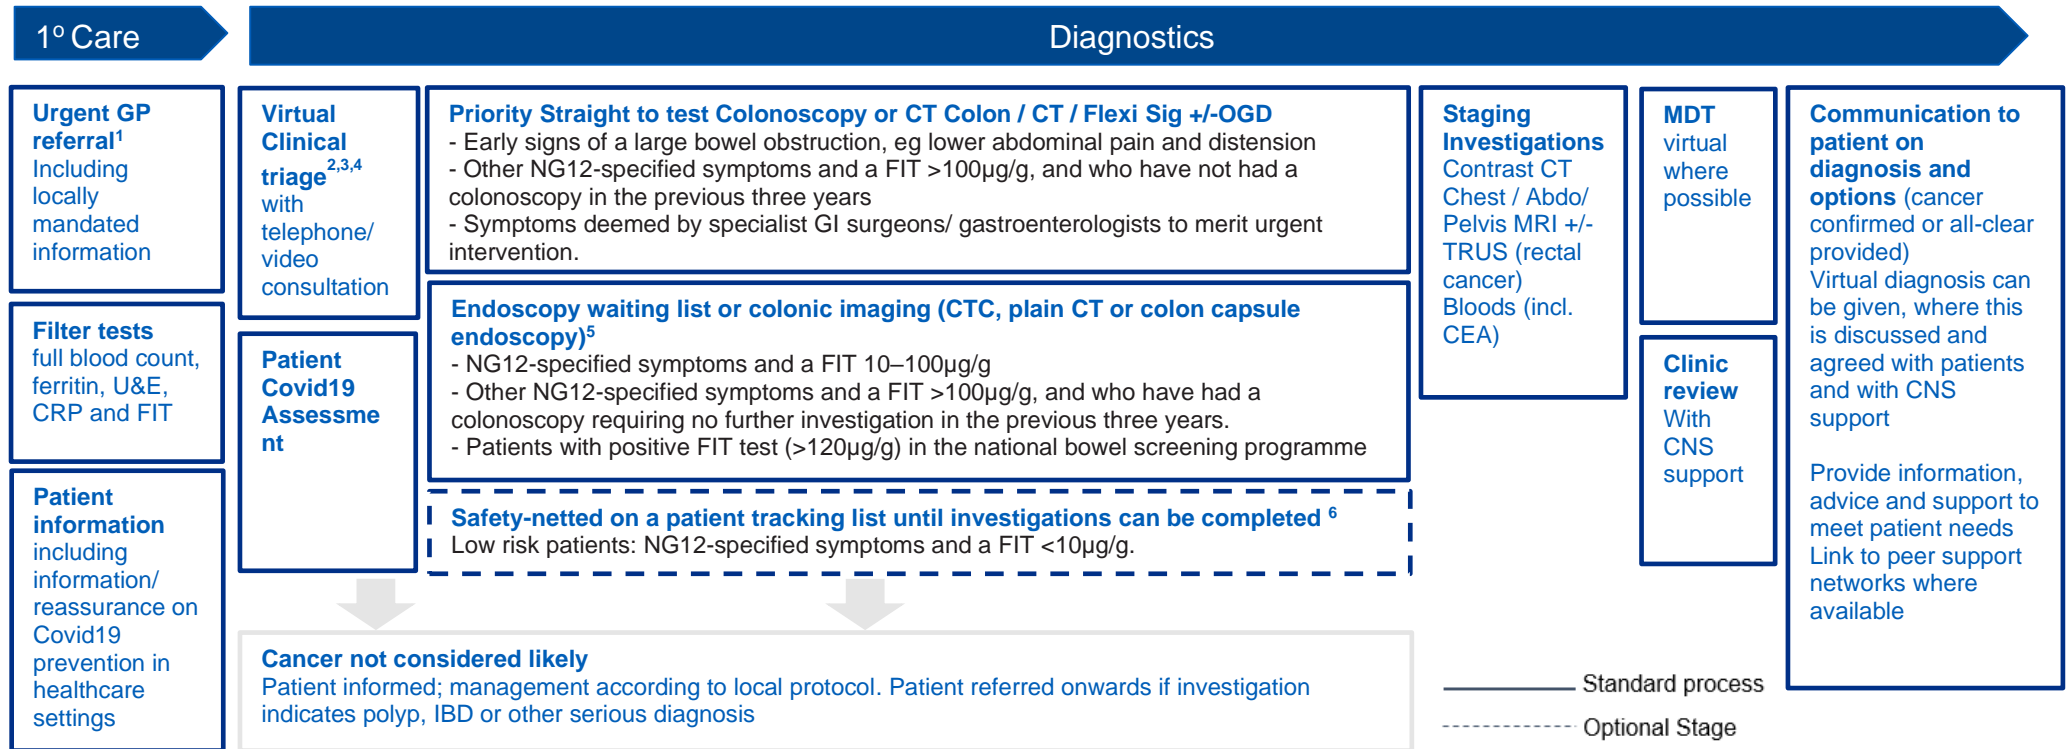 1º Care
Diagnostics
Urgent GP
referral1
Including
locally
mandated
information
Filter tests
full blood count,
ferritin, U&E,
CRP and FIT
Patient
information
including
information/
reassurance on
Covid19
prevention in
healthcare
settings
Virtual
Clinical
triage2,3,4
with
telephone/
video
consultation
Patient
Covid19
Assessme
nt
Priority Straight to test Colonoscopy or CT Colon / CT / Flexi Sig +/-OGD
- Early signs of a large bowel obstruction, eg lower abdominal pain and distension
- Other NG12-specified symptoms and a FIT >100µg/g, and who have not had a
colonoscopy in the previous three years
- Symptoms deemed by specialist GI surgeons/ gastroenterologists to merit urgent
intervention.
Endoscopy waiting list or colonic imaging (CTC, plain CT or colon capsule
endoscopy)5
- NG12-specified symptoms and a FIT 10–100µg/g
- Other NG12-specified symptoms and a FIT >100µg/g, and who have had a
colonoscopy requiring no further investigation in the previous three years.
- Patients with positive FIT test (>120µg/g) in the national bowel screening programme
Safety-netted on a patient tracking list until investigations can be completed 6
Low risk patients: NG12-specified symptoms and a FIT <10µg/g.
Cancer not considered likely
Patient informed; management according to local protocol. Patient referred onwards if investigation
indicates polyp, IBD or other serious diagnosis
Staging
Investigations
Contrast CT
Chest / Abdo/
Pelvis MRI +/-
TRUS (rectal
cancer)
Bloods (incl.
CEA)
MDT
virtual
where
possible
Clinic
review
With
CNS
support
Communication to
patient on
diagnosis and
options (cancer
confirmed or all-clear
provided)
Virtual diagnosis can
be given, where this
is discussed and
agreed with patients
and with CNS
support
Provide information,
advice and support to
meet patient needs
Link to peer support
networks where
available
Standard process
Optional Stage